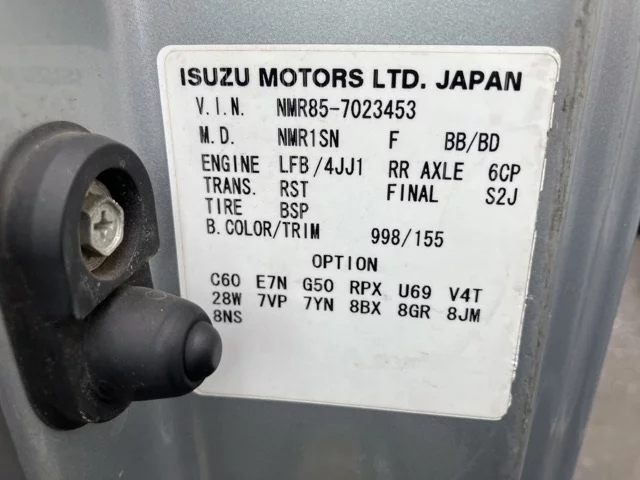 ISUZU MOTORS LTD. JAPAN
V.I.N. NMR85-7023453
M.D. NMR1SN F BB/BD
ENGINE LFB/4JJ1 RR AXLE 6CP
TRANS. RST FINAL S2J
TIRE BSP
B.COLOR/TRIM 998/155
OPTION
C60 E7N G50 RPX U69 V4T
28W 7VP 7YN 8BX 8GR 8JM
8NS